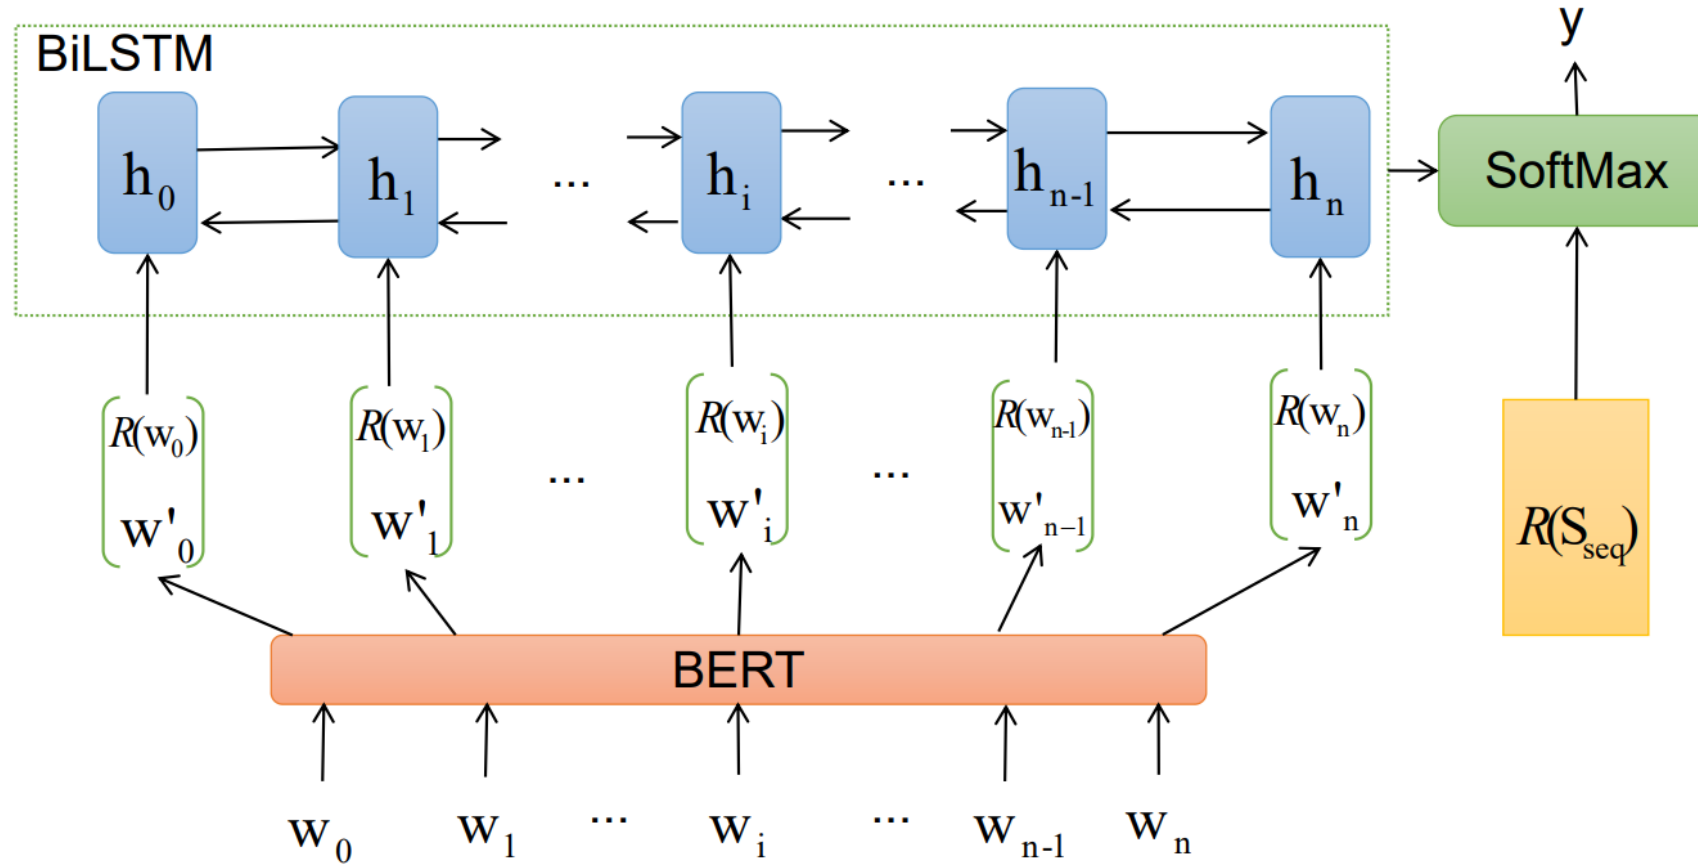 y
BiLSTM
h₀ h₁ ... hᵢ ... hₙ₋₁ hₙ
SoftMax
R(w₀) R(w₁) R(wᵢ) R(wₙ₋₁) R(wₙ)
... ...
w'₀ w'₁ w'ᵢ w'ₙ₋₁ w'ₙ
R(S_seq)
BERT
w₀ w₁ ... wᵢ ... wₙ₋₁ wₙ